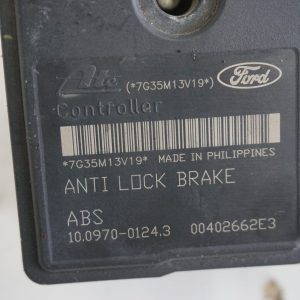 Ate (*7G35M13V19*) Ford
Controller
*7G35M13V19* MADE IN PHILIPPINES
ANTI LOCK BRAKE
ABS
10.0970-0124.3 00402662E3